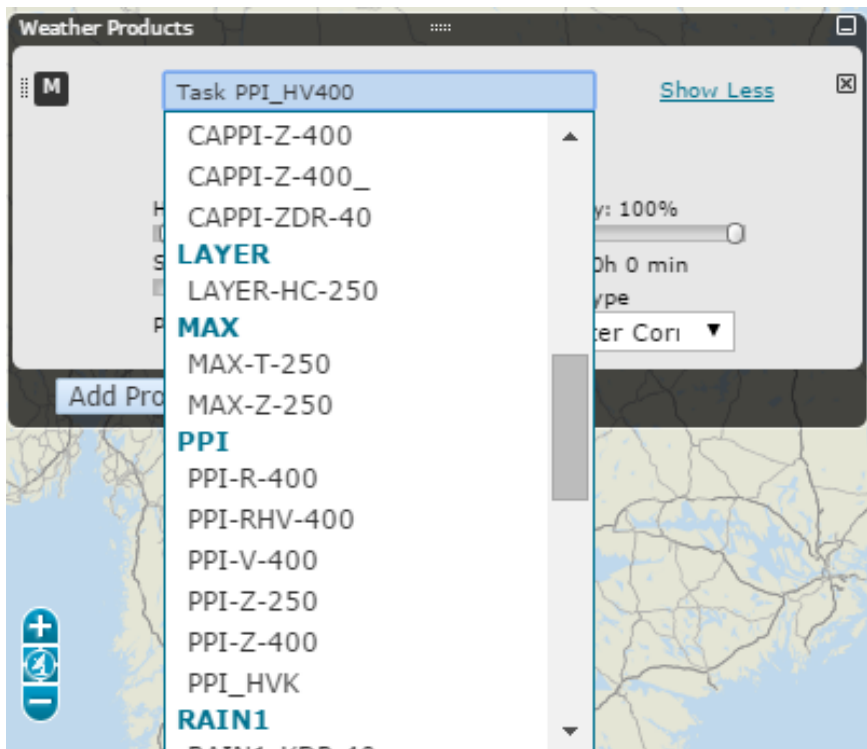 Weather Products
M
Task PPI_HV400
Show Less
CAPPI-Z-400
CAPPI-Z-400_
CAPPI-ZDR-40
y: 100%
LAYER
0h 0 min
LAYER-HC-250
ype
MAX
MAX-T-250
Add Pro
MAX-Z-250
PPI
PPI-R-400
PPI-RHV-400
PPI-V-400
PPI-Z-250
PPI-Z-400
PPI_HVK
RAIN1